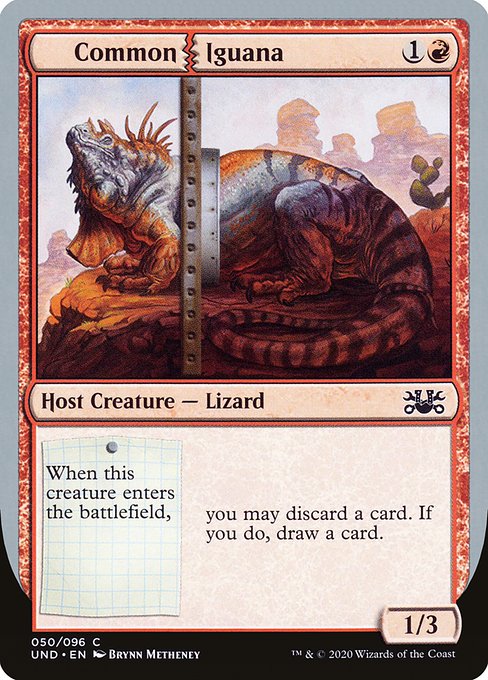 Common Iguana 1
Host Creature — Lizard
When this
creature enters
the battlefield,
you may discard a card. If
you do, draw a card.
1/3
050/096 C
UND • EN Brynn Metheney
™ & © 2020 Wizards of the Coast